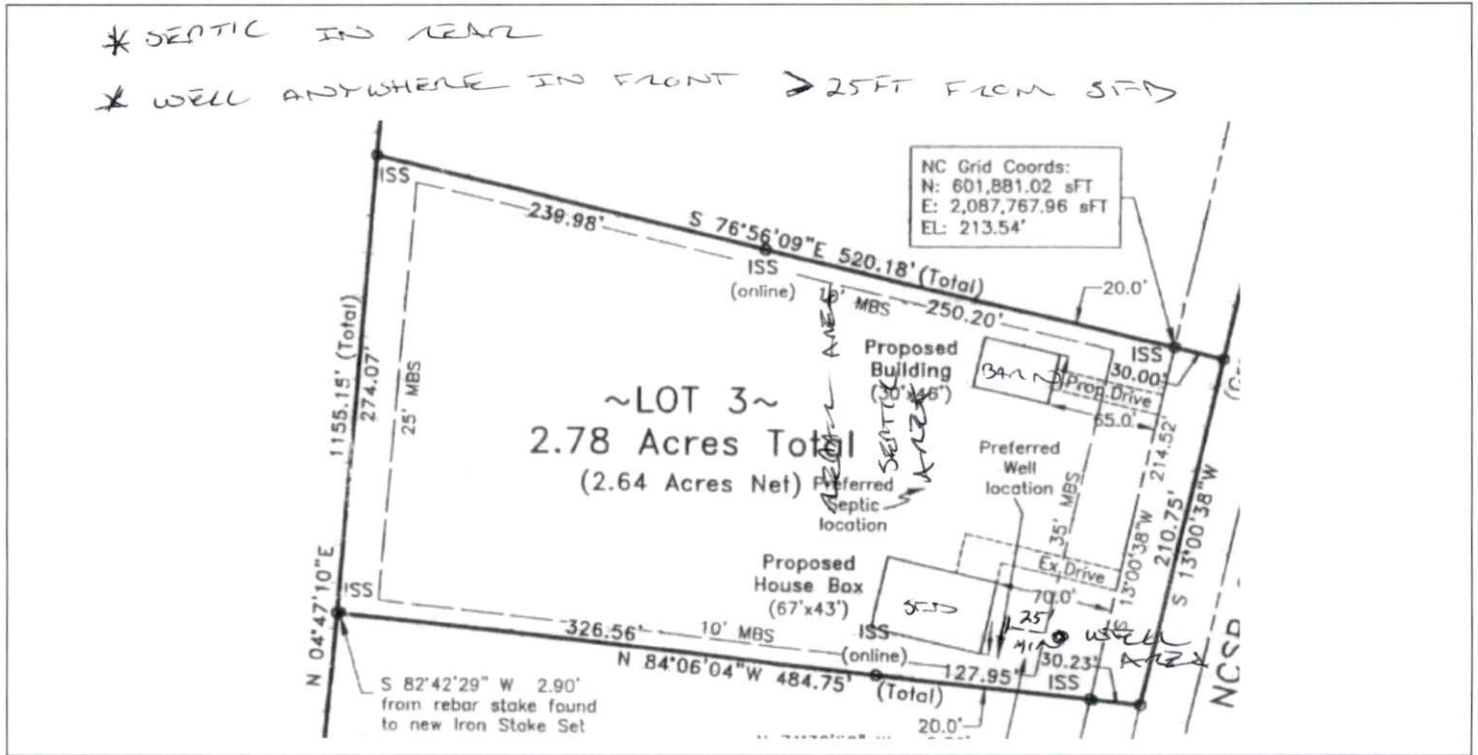 * SEPTIC IN REAR
* WELL ANYWHERE IN FRONT > 25FT FROM SFD
NC Grid Coords:
N: 601,881.02 sFT
E: 2,087,767.96 sFT
EL: 213.54'
ISS
239.98'
S 76°56'09"E 520.18' (Total)
ISS
(online)
10' MBS
250.20'
20.0'
ISS
30.00'
1155.15' (Total)
274.07'
25' MBS
Proposed
Building
(30'x46')
BARN
Prop.Drive
65.0'
REPAIR AREA
SEPTIC
AREA
~LOT 3~
2.78 Acres Total
(2.64 Acres Net)
Preferred
Septic
location
Preferred
Well
location
35' MBS
214.52'
S 13°00'38"W
210.75'
S 13°00'38"W
Ex.Drive
70.0'
Proposed
House Box
(67'x43')
SFD
25'
MIN
WELL
AREA
N 04°47'10"E
ISS
326.56'
10' MBS
ISS
(online)
127.95'
30.23'
ISS
N 84°06'04"W 484.75'
(Total)
20.0'
S 82°42'29" W 2.90'
from rebar stake found
to new Iron Stake Set
NCSR